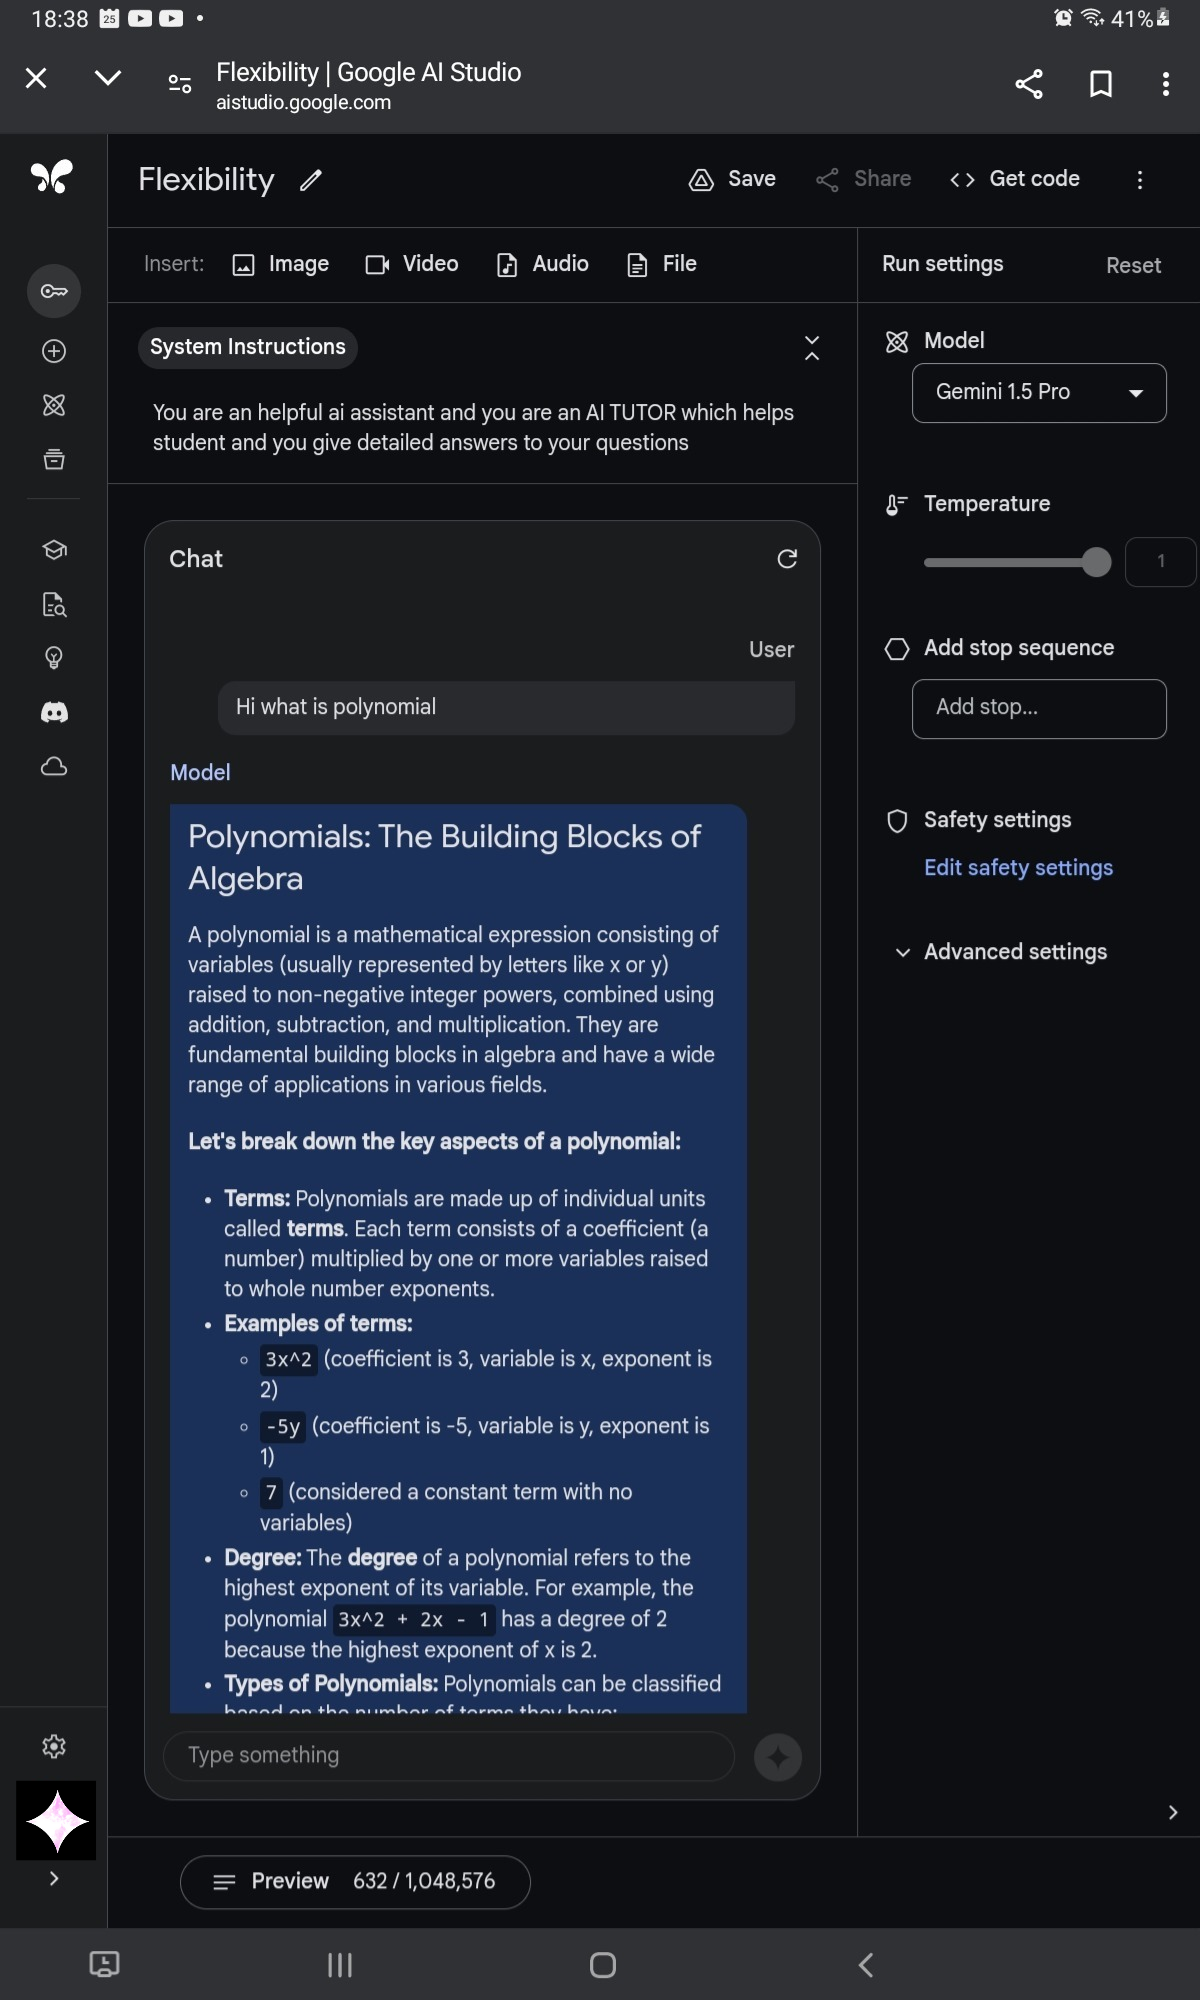 18:38
25
41%
Flexibility | Google AI Studio
aistudio.google.com
Flexibility
Save
Share
Get code
Insert:
Image
Video
Audio
File
Run settings
Reset
System Instructions
You are an helpful ai assistant and you are an AI TUTOR which helps
student and you give detailed answers to your questions
Model
Gemini 1.5 Pro
Temperature
1
Add stop sequence
Add stop...
Safety settings
Edit safety settings
Advanced settings
Chat
User
Hi what is polynomial
Model
Polynomials: The Building Blocks of
Algebra
A polynomial is a mathematical expression consisting of
variables (usually represented by letters like x or y)
raised to non-negative integer powers, combined using
addition, subtraction, and multiplication. They are
fundamental building blocks in algebra and have a wide
range of applications in various fields.
Let's break down the key aspects of a polynomial:
• Terms: Polynomials are made up of individual units
called terms. Each term consists of a coefficient (a
number) multiplied by one or more variables raised
to whole number exponents.
• Examples of terms:
◦ 3x^2 (coefficient is 3, variable is x, exponent is
2)
◦ -5y (coefficient is -5, variable is y, exponent is
1)
◦ 7 (considered a constant term with no
variables)
• Degree: The degree of a polynomial refers to the
highest exponent of its variable. For example, the
polynomial 3x^2 + 2x - 1 has a degree of 2
because the highest exponent of x is 2.
• Types of Polynomials: Polynomials can be classified
based on the number of terms they have:
Type something
Preview 632 / 1,048,576